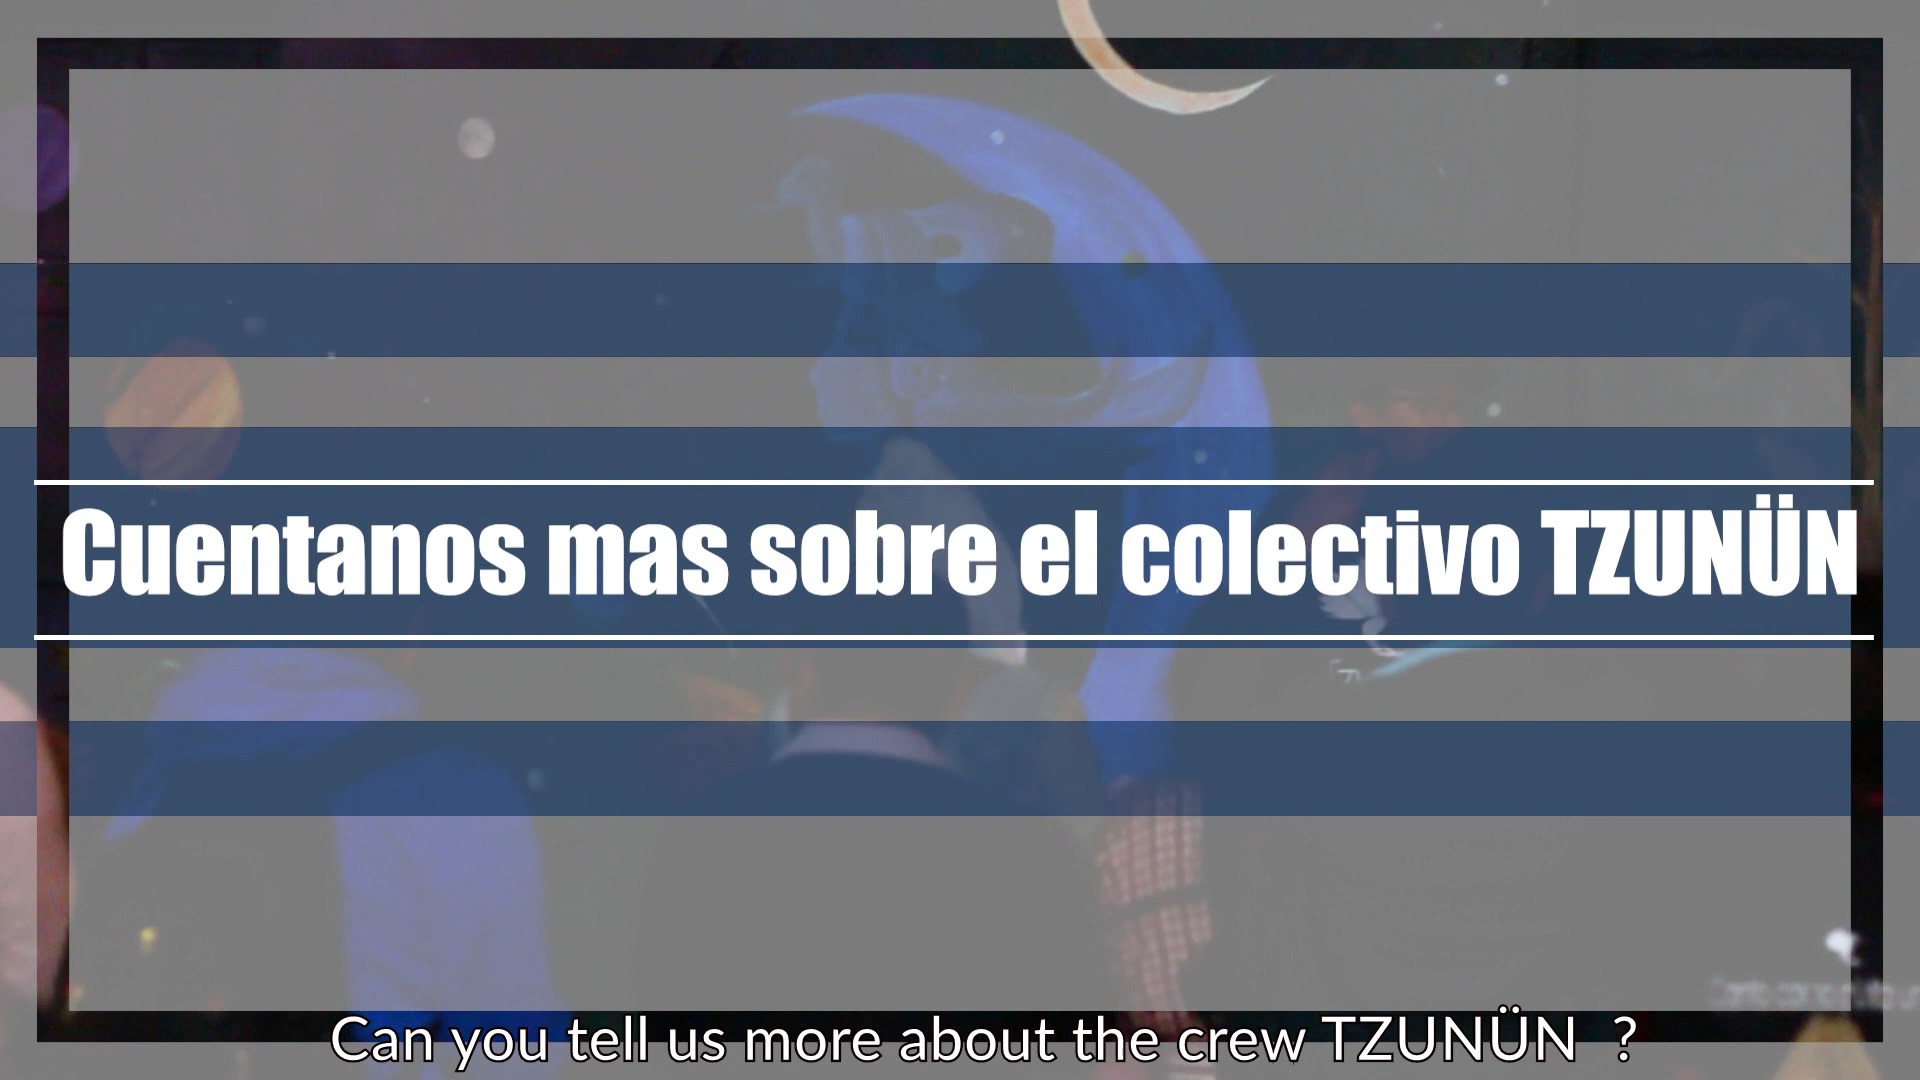 Cuentanos mas sobre el colectivo TZUNÜN
Can you tell us more about the crew TZUNÜN ?